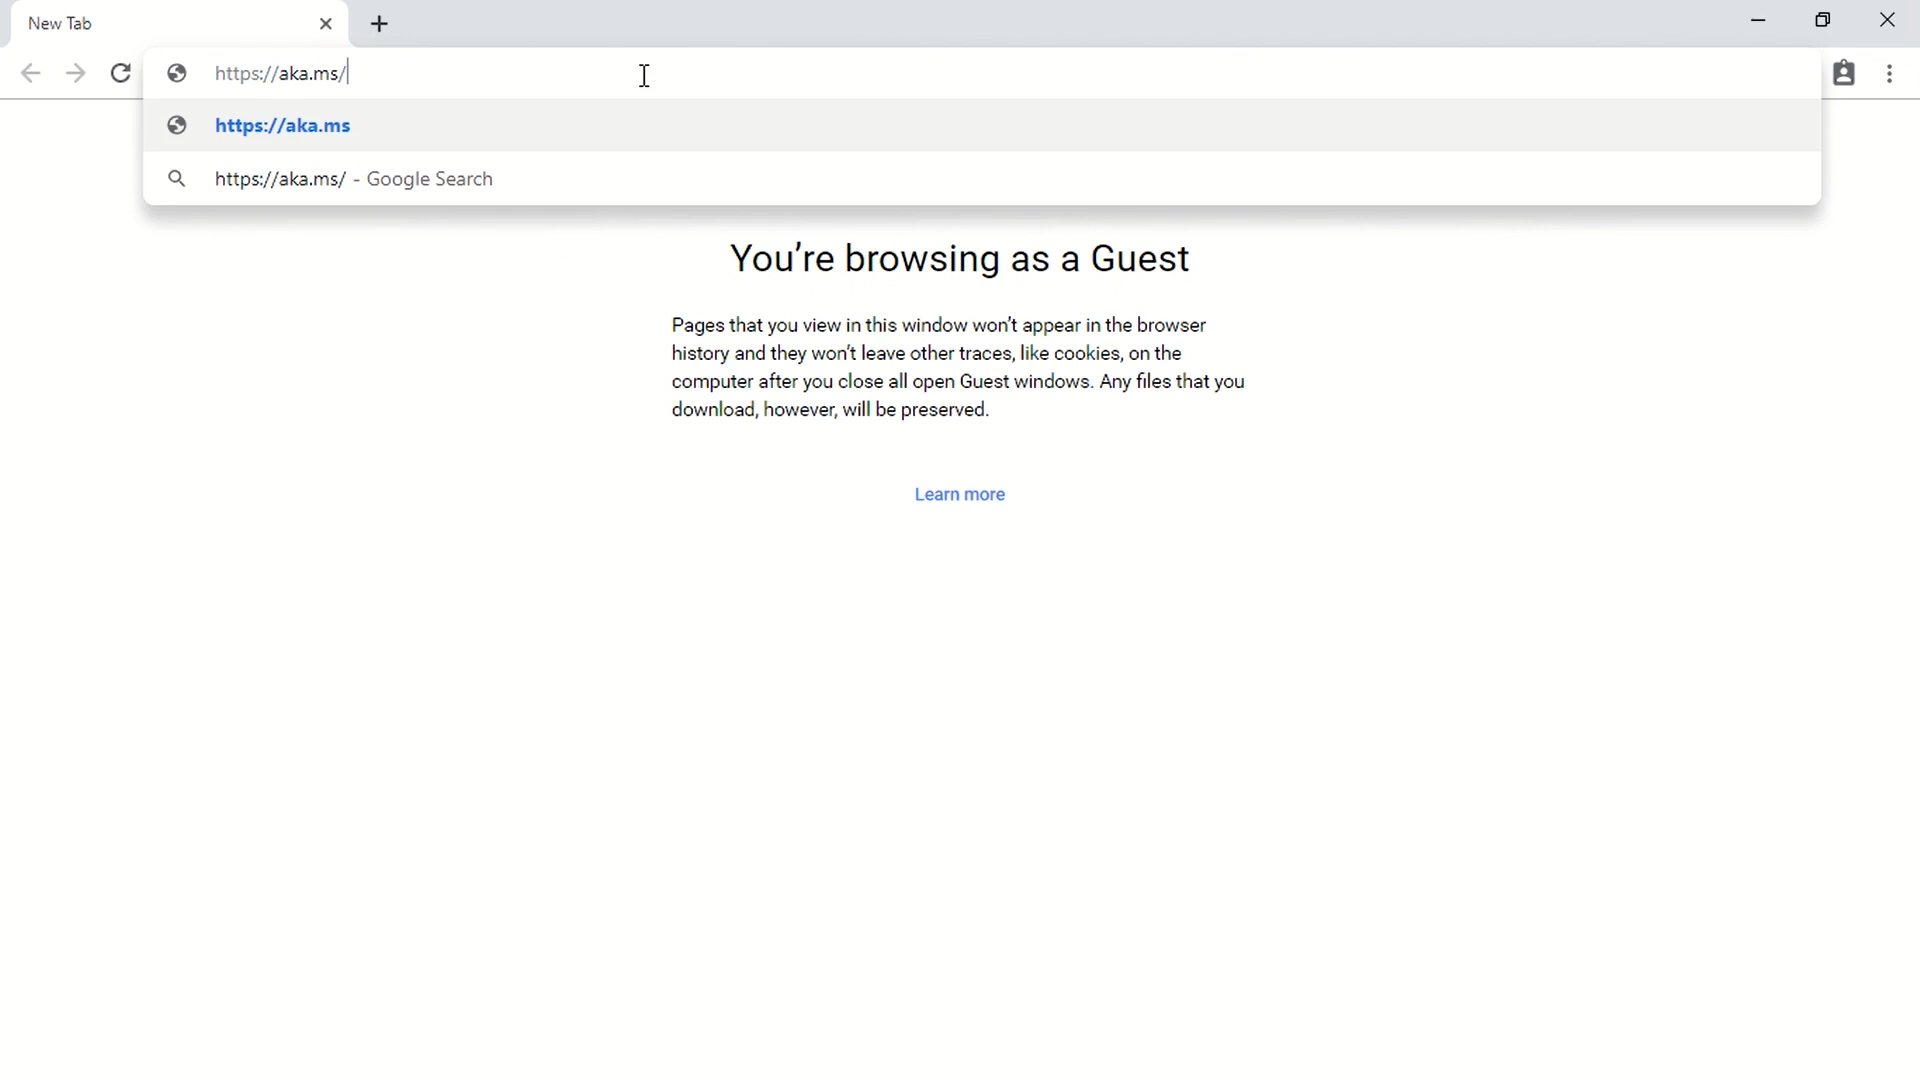 New Tab
https://aka.ms/
https://aka.ms
https://aka.ms/ - Google Search
You're browsing as a Guest
Pages that you view in this window won't appear in the browser
history and they won't leave other traces, like cookies, on the
computer after you close all open Guest windows. Any files that you
download, however, will be preserved.
Learn more